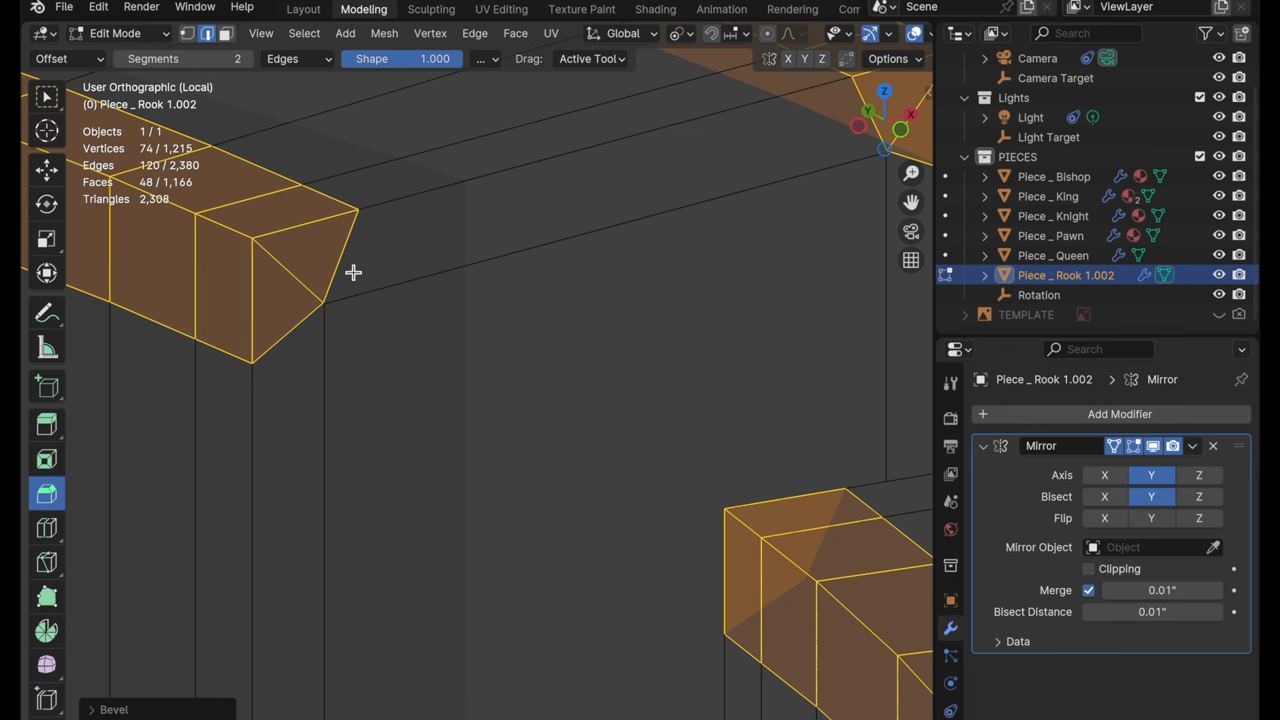 File Edit Render Window Help Layout Modeling Sculpting UV Editing Texture Paint Shading Animation Rendering Com Scene ViewLayer
Edit Mode View Select Add Mesh Vertex Edge Face UV Global Search
Offset Segments 2 Edges Shape 1.000 ... Drag: Active Tool X Y Z Options
User Orthographic (Local)
(0) Piece _ Rook 1.002
Objects 1 / 1
Vertices 74 / 1,215
Edges 120 / 2,380
Faces 48 / 1,166
Triangles 2,308
Z
Y
X
Bevel
Camera
Camera Target
Lights
Light
Light Target
PIECES
Piece _ Bishop
Piece _ King 2
Piece _ Knight
Piece _ Pawn
Piece _ Queen
Piece _ Rook 1.002
Rotation
TEMPLATE
Search
Piece _ Rook 1.002 > Mirror
Add Modifier
Mirror
Axis X Y Z
Bisect X Y Z
Flip X Y Z
Mirror Object Object
Clipping
Merge 0.01"
Bisect Distance 0.01"
Data